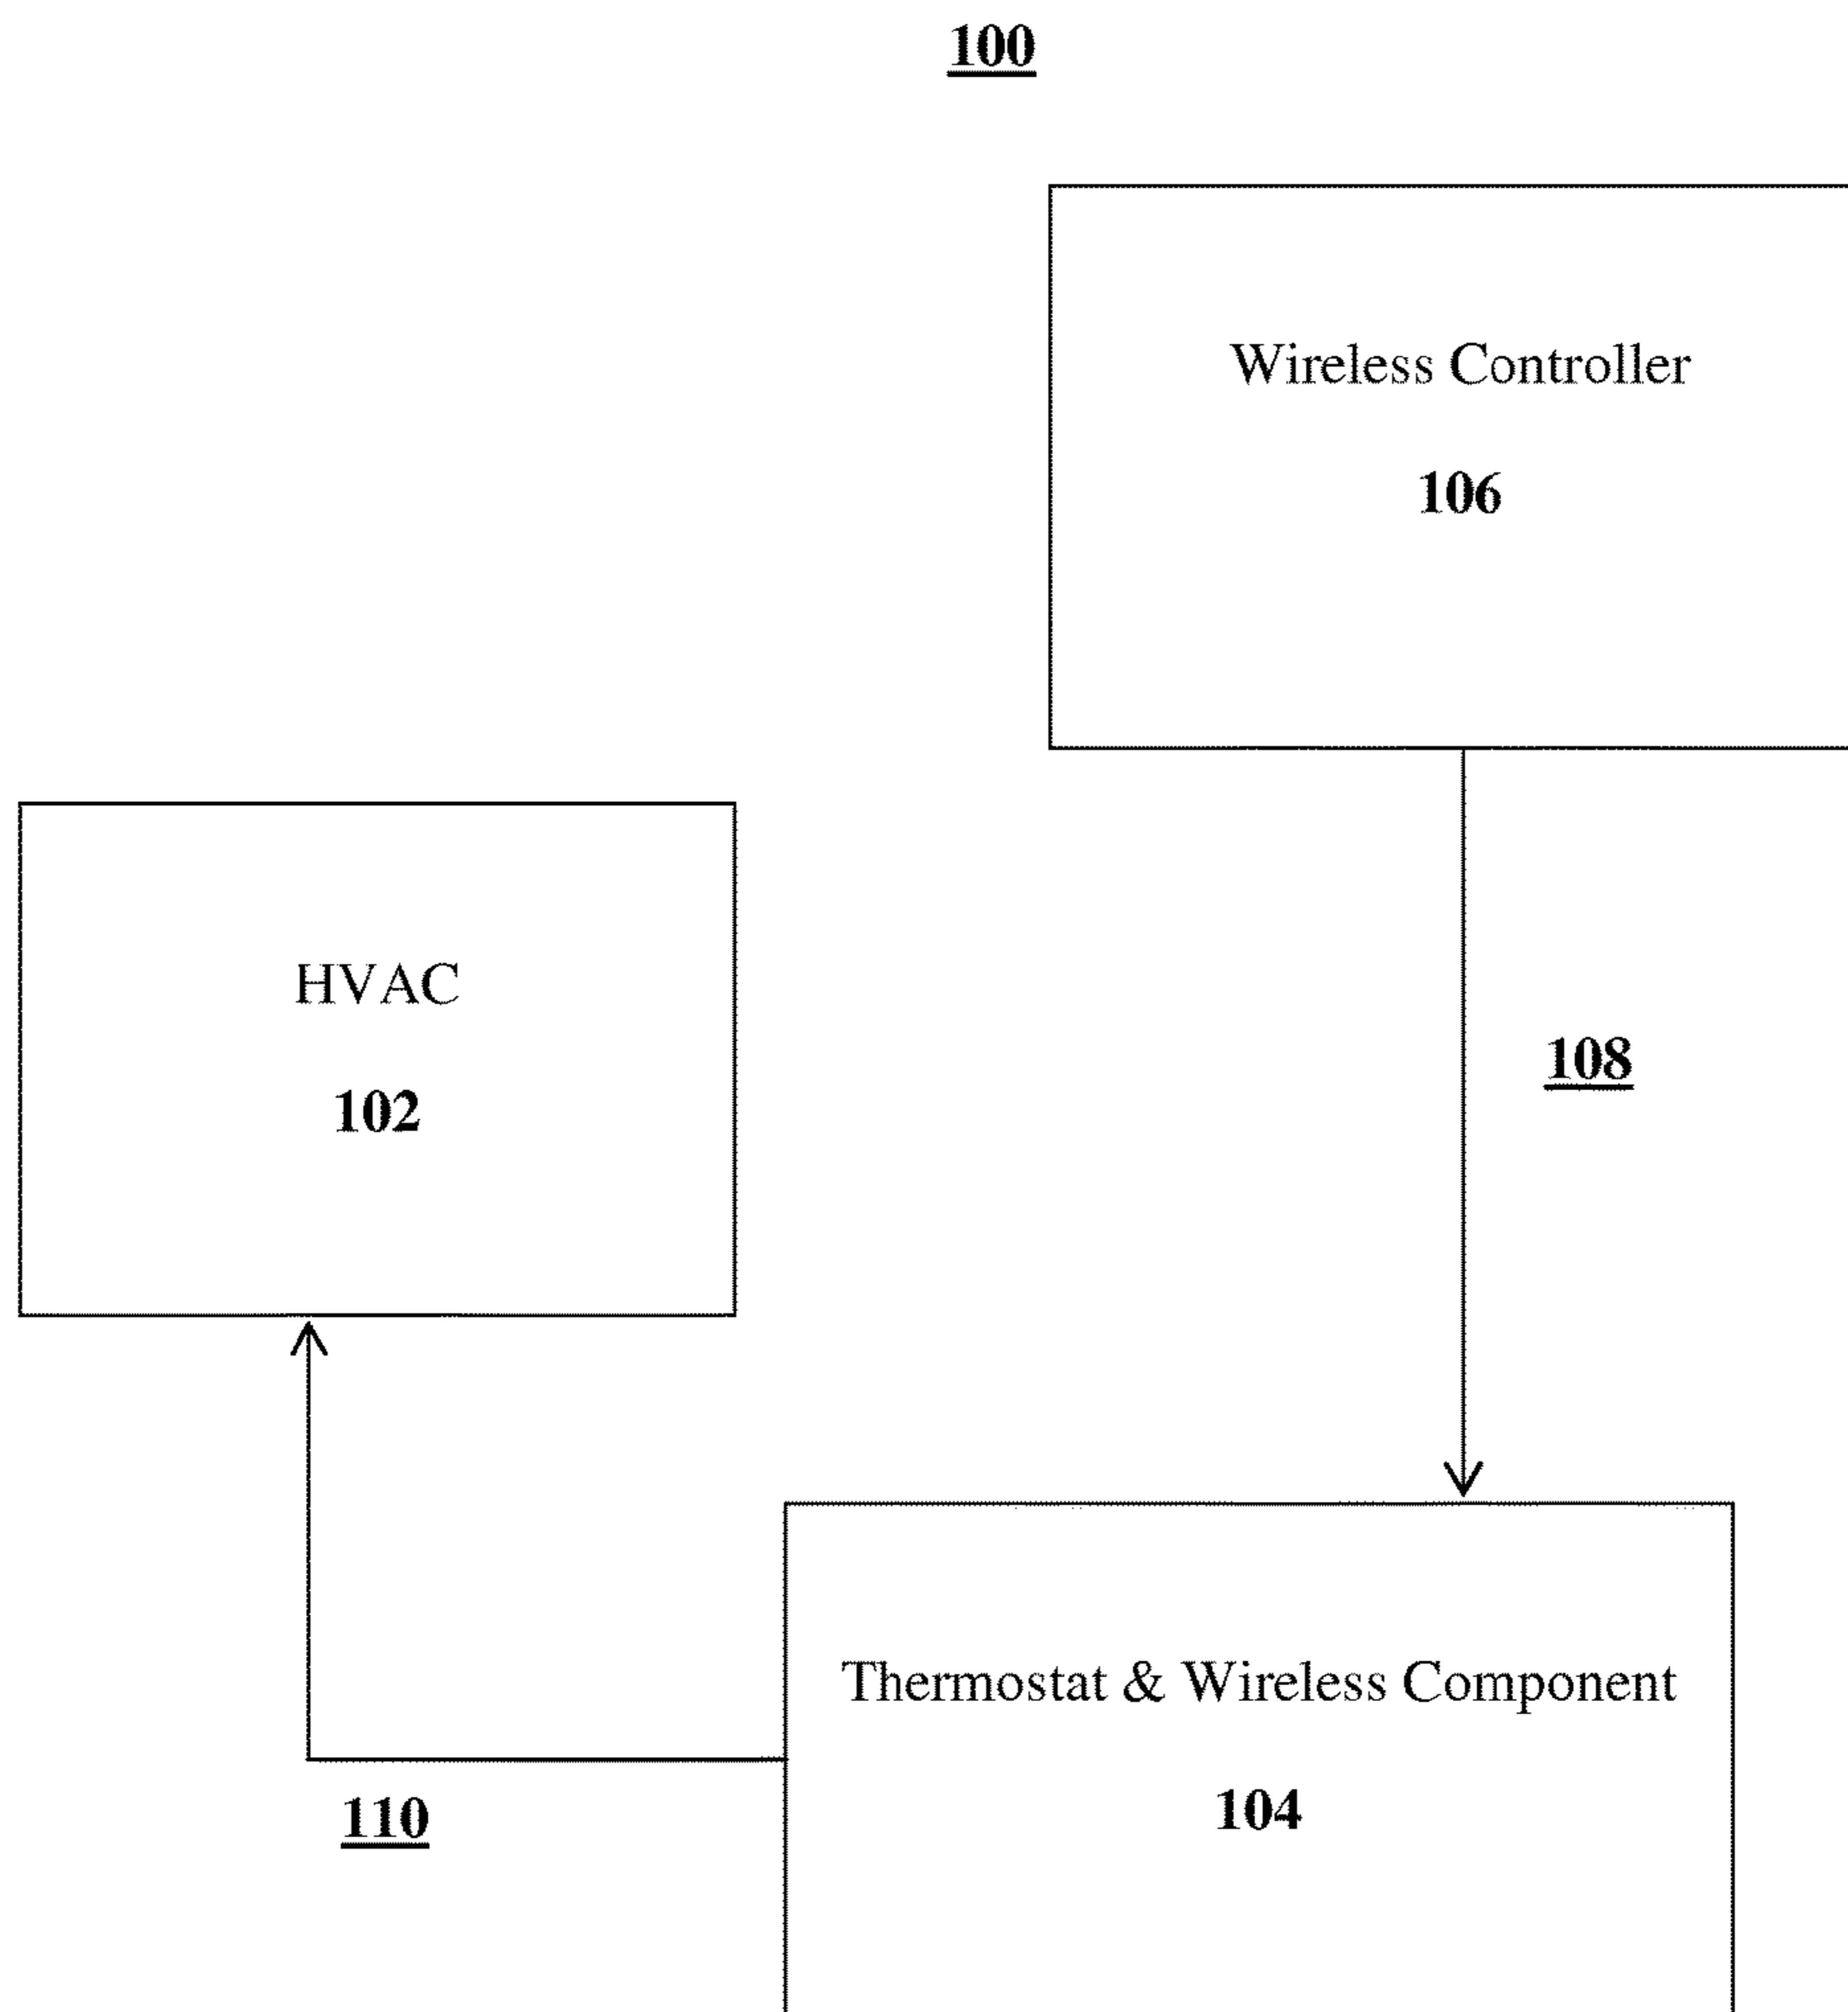 100
Wireless Controller
106
HVAC
102
108
Thermostat & Wireless Component
104
110